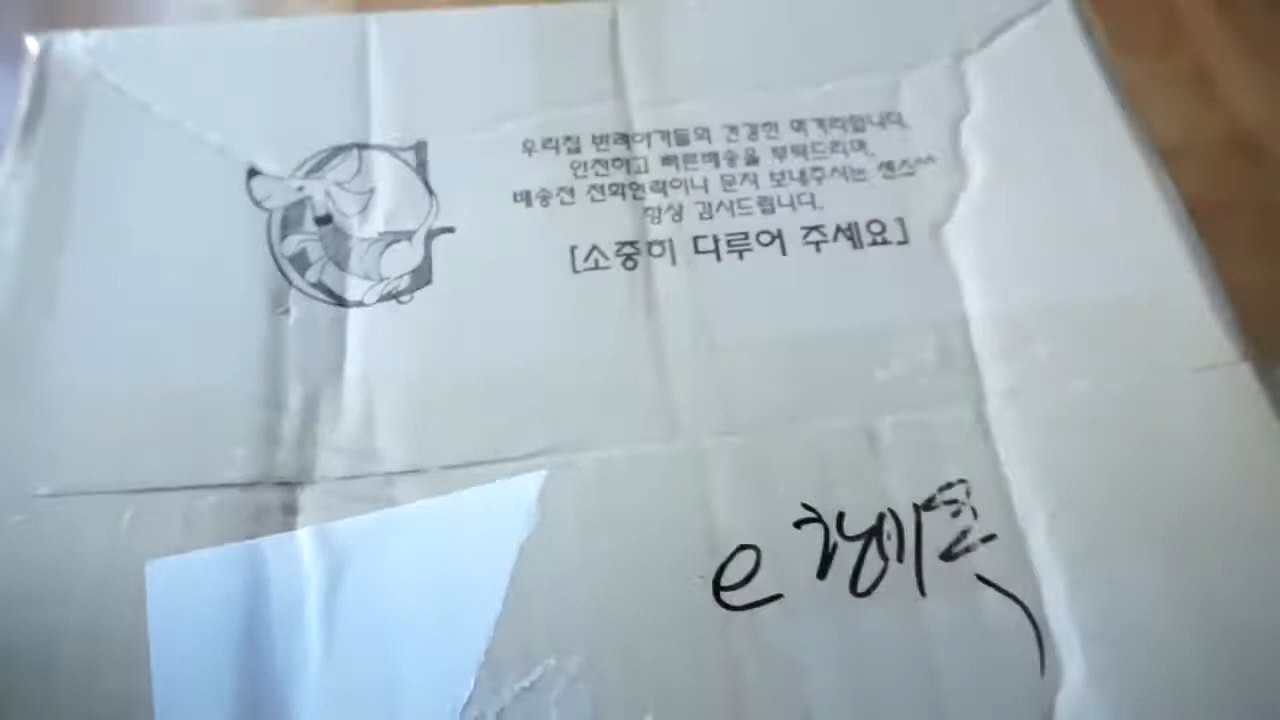 우리집 반려아기들의 건강한 먹거리입니다.
안전하고 빠른배송을 부탁드리며,
배송전 전화연락이나 문자 보내주시는 센스^^
항상 감사드립니다.
[소중히 다루어 주세요]
e